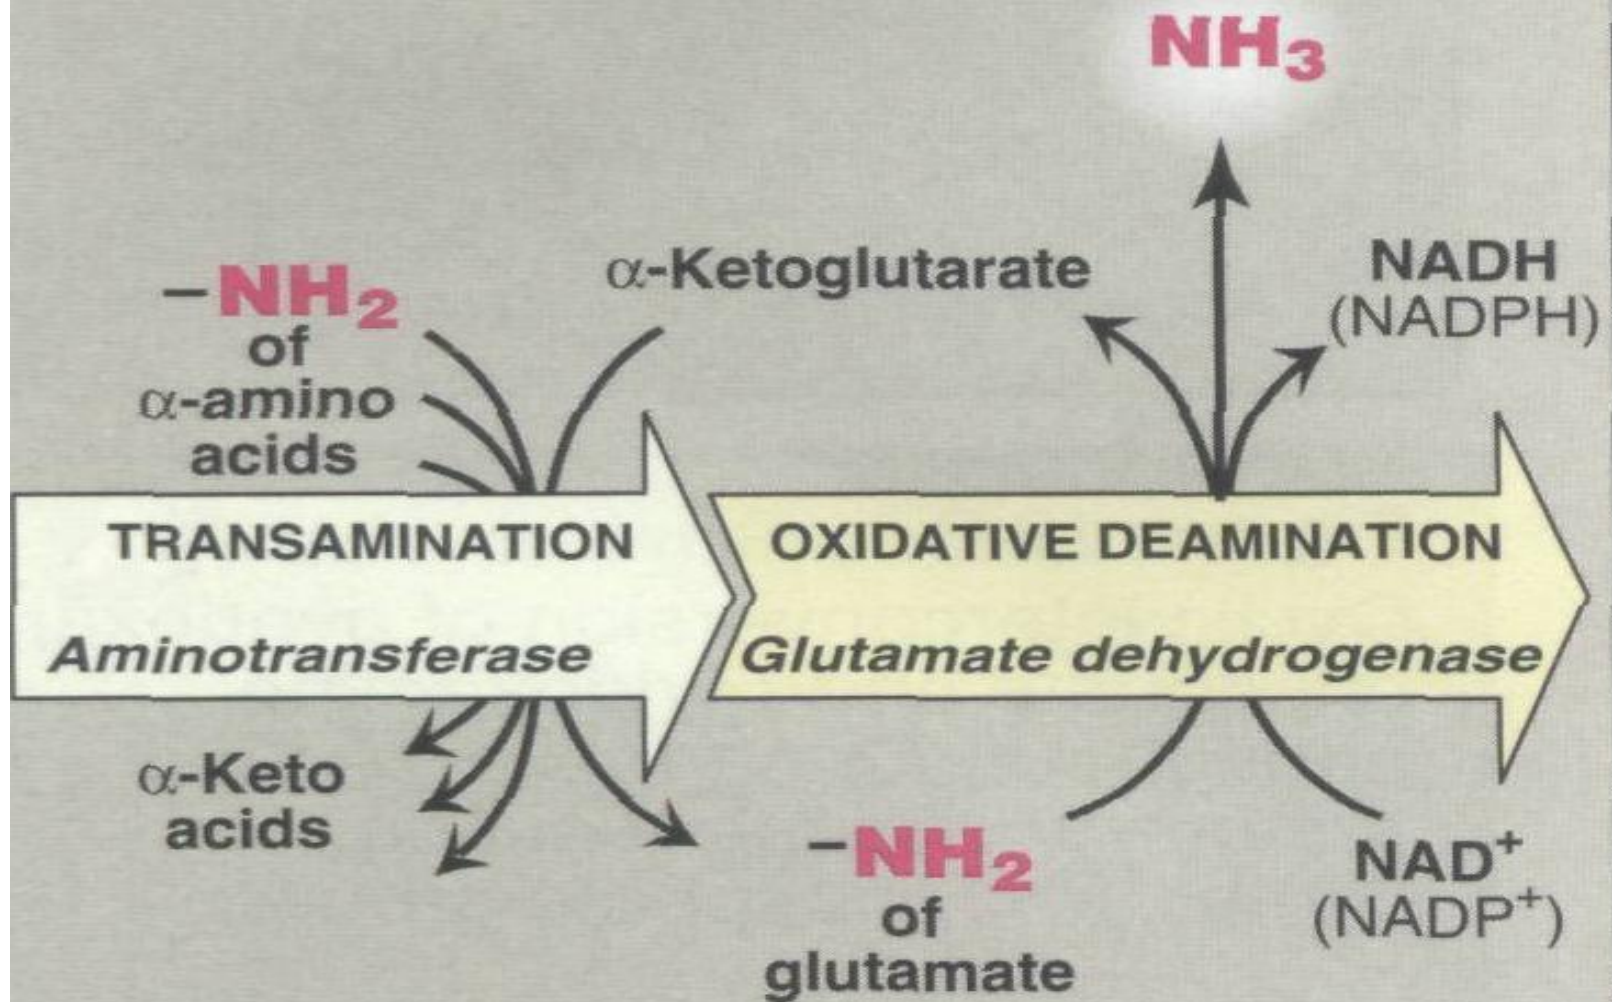 NH₃
–NH₂
of
α-amino
acids
α-Ketoglutarate
NADH
(NADPH)
TRANSAMINATION
Aminotransferase
OXIDATIVE DEAMINATION
Glutamate dehydrogenase
α-Keto
acids
–NH₂
of
glutamate
NAD⁺
(NADP⁺)